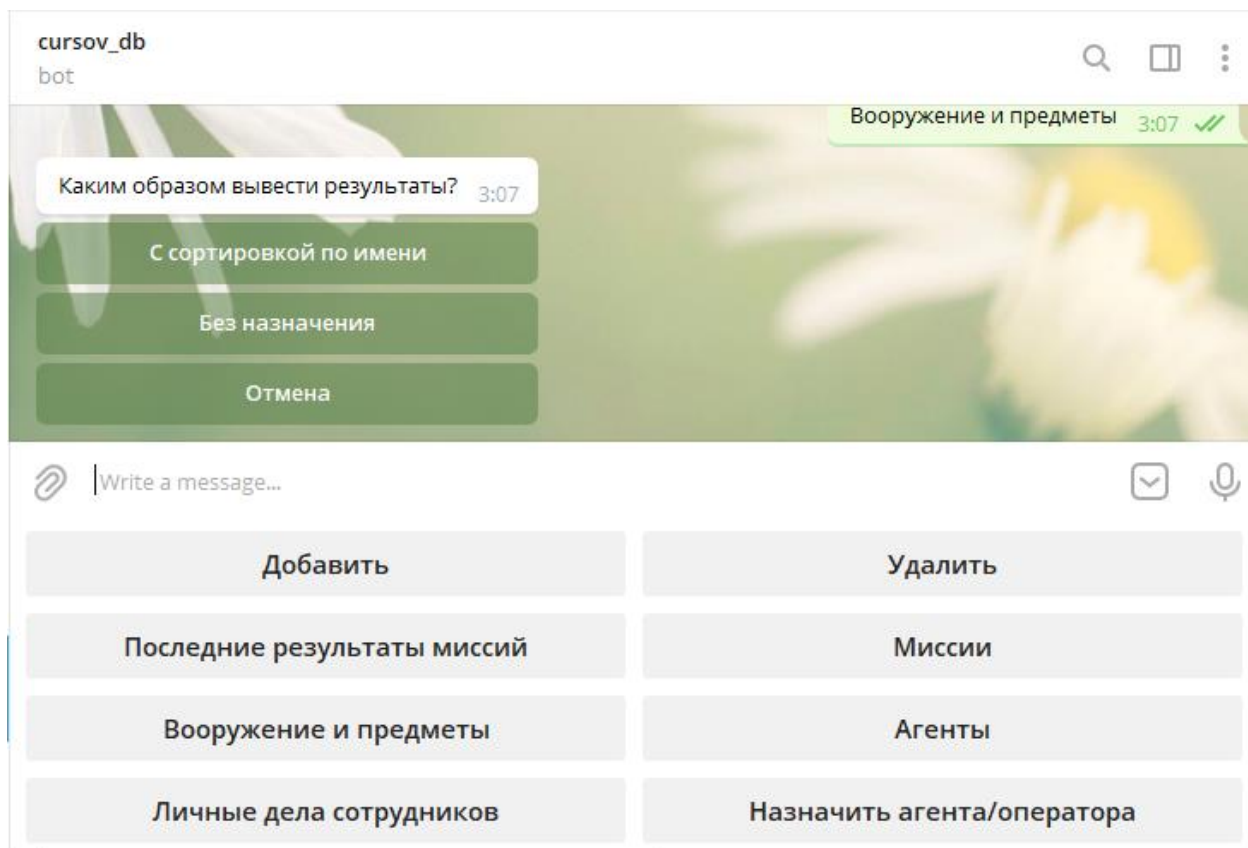 cursov_db
bot
Вооружение и предметы 3:07
Каким образом вывести результаты? 3:07
С сортировкой по имени
Без назначения
Отмена
Write a message...
Добавить
Удалить
Последние результаты миссий
Миссии
Вооружение и предметы
Агенты
Личные дела сотрудников
Назначить агента/оператора